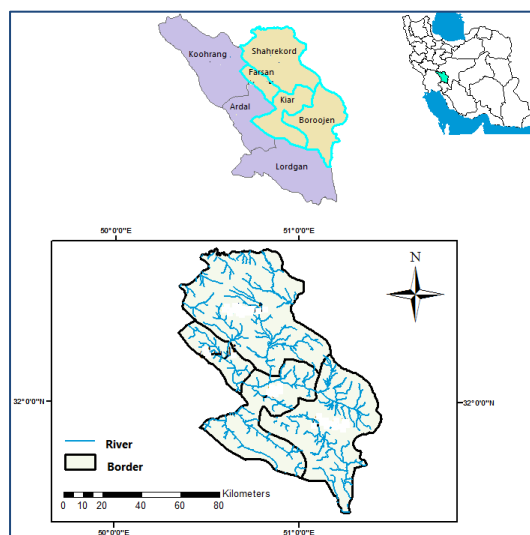 Koohrang
Shahrekord
Farsan
Kiar
Ardal
Boroojen
Lordgan
50°0'0"E
51°0'0"E
N
32°0'0"N
32°0'0"N
River
Border
0 10 20 40 60 80 Kilometers
50°0'0"E
51°0'0"E